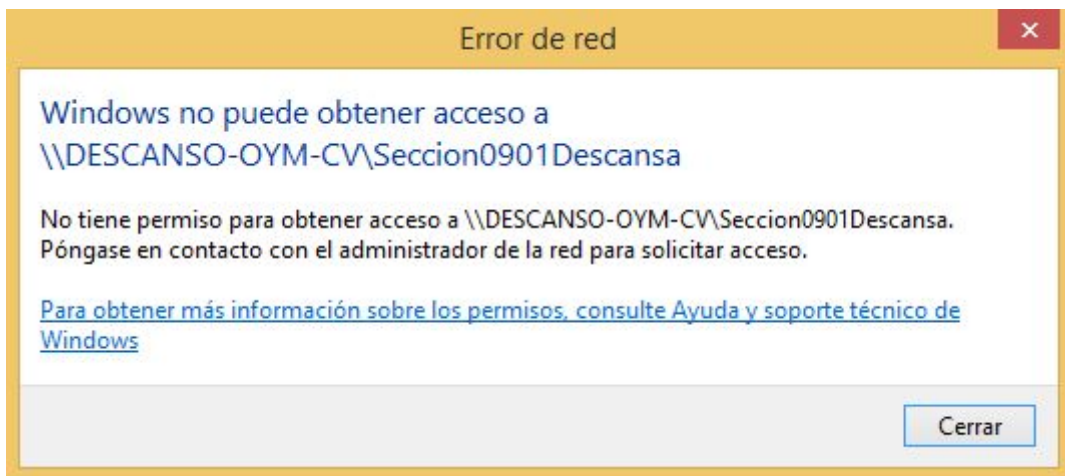 Error de red
Windows no puede obtener acceso a
\\DESCANSO-OYM-CV\Seccion0901Descansa
No tiene permiso para obtener acceso a \\DESCANSO-OYM-CV\Seccion0901Descansa.
Póngase en contacto con el administrador de la red para solicitar acceso.
Para obtener más información sobre los permisos, consulte Ayuda y soporte técnico de
Windows
Cerrar